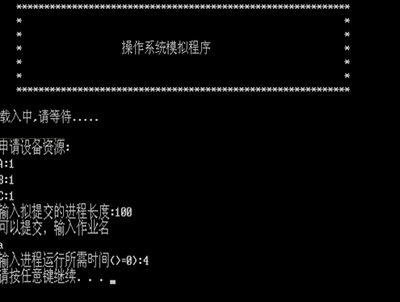 ****************************************************************
操作系统模拟程序
****************************************************************
载入中,请等待.....
申请设备资源:
A:1
B:1
C:1
输入拟提交的进程长度:100
可以提交，输入作业名
a
输入进程运行所需时间(>=0):4
请按任意键继续. . .